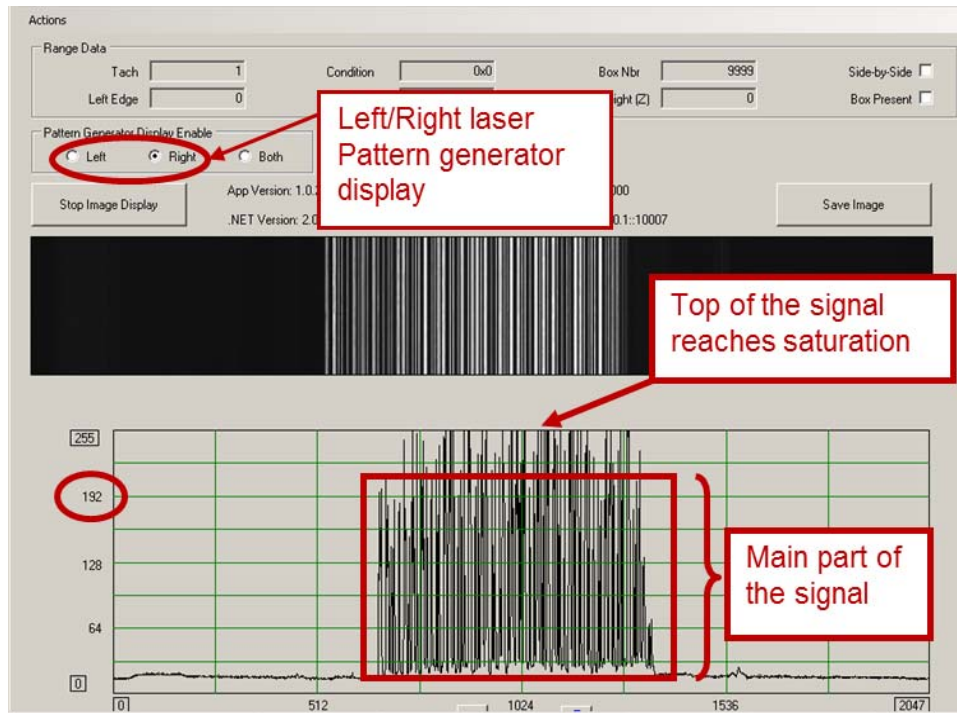 Actions
Range Data
Tach 1 Condition 0x0 Box Nbr 9999 Side-by-Side
Left Edge 0 (Z) 0 Box Present
Pattern Generator Display Enable
Left Right Both
Left/Right laser
Pattern generator
display
Stop Image Display
App Version: 1.0.
.NET Version: 2.0
000
0.1::10007
Save Image
Top of the signal
reaches saturation
255
192
128
64
0
Main part of
the signal
0 512 1024 1536 2047